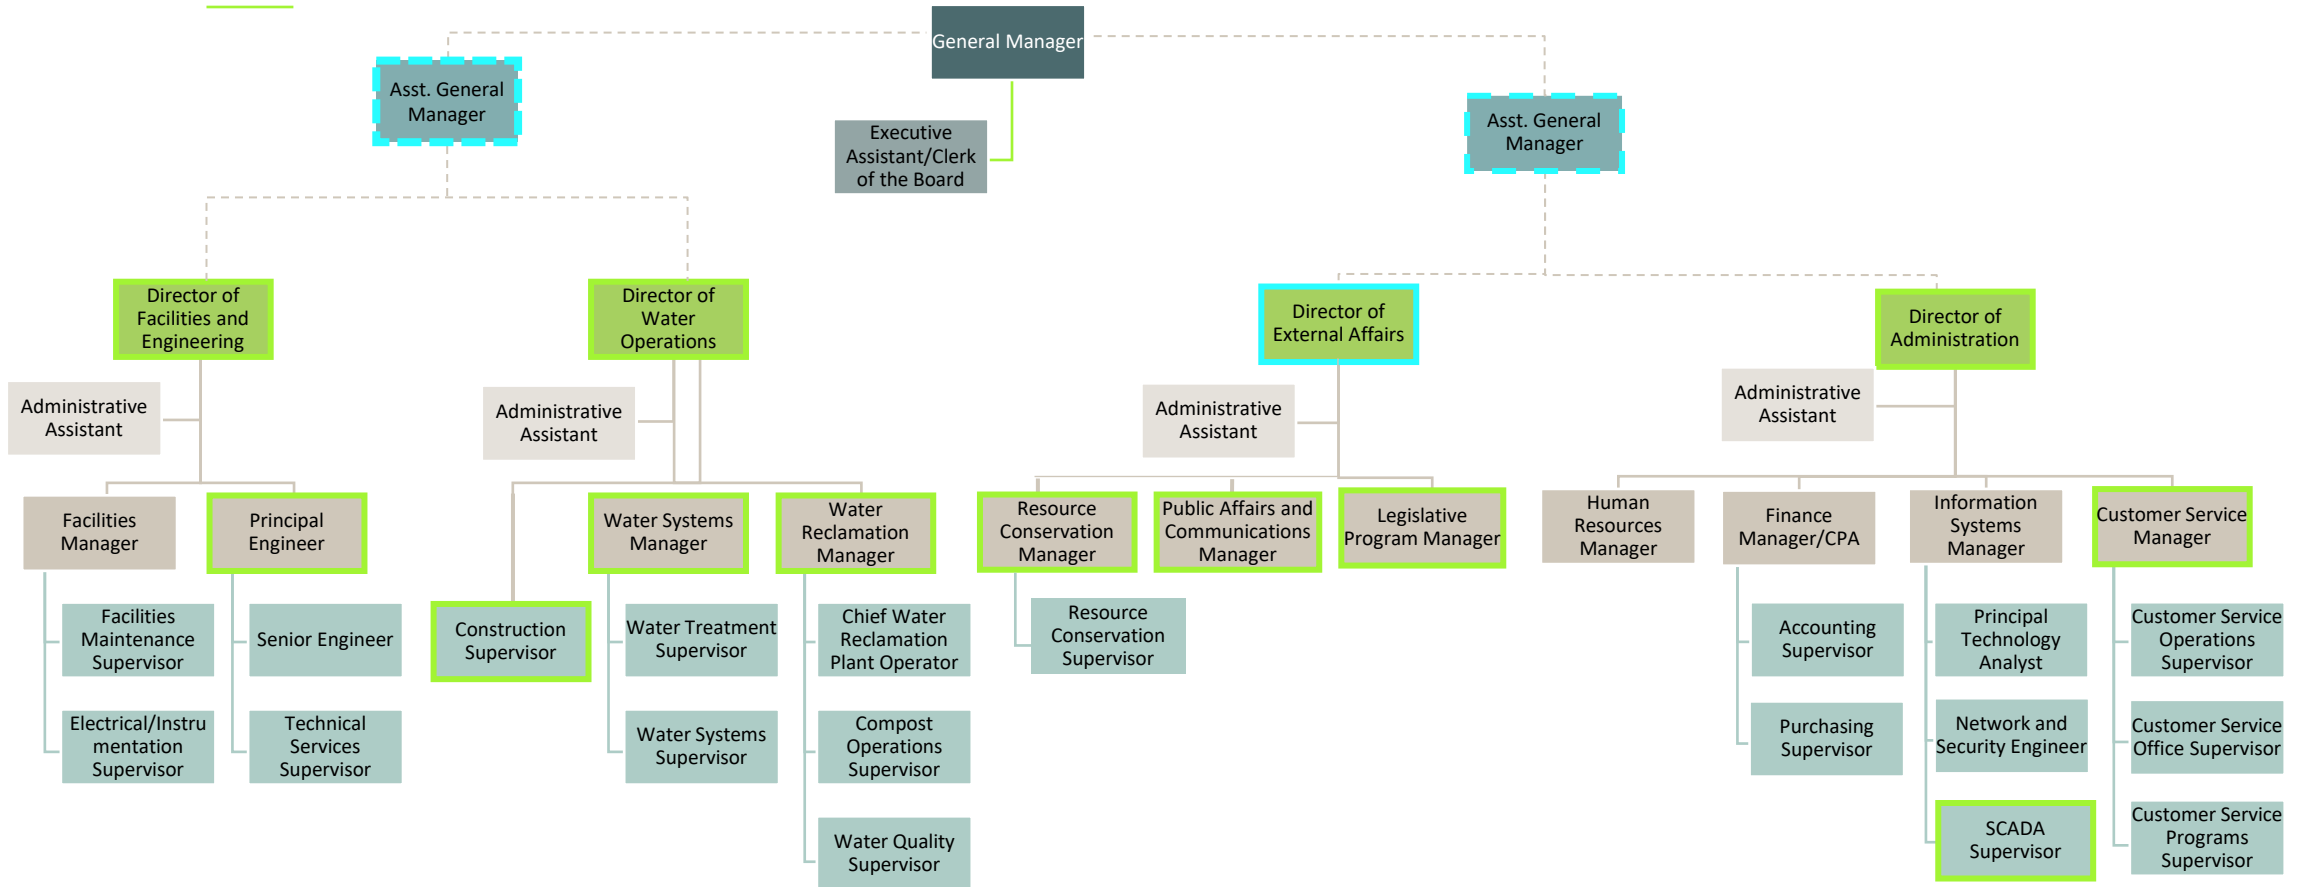 General Manager
Asst. General
Manager
Executive
Assistant/Clerk
of the Board
Asst. General
Manager
Director of
Facilities and
Engineering
Director of
Water
Operations
Director of
External Affairs
Director of
Administration
Administrative
Assistant
Administrative
Assistant
Administrative
Assistant
Administrative
Assistant
Facilities
Manager
Principal
Engineer
Water Systems
Manager
Water
Reclamation
Manager
Resource
Conservation
Manager
Public Affairs and
Communications
Manager
Legislative
Program Manager
Human
Resources
Manager
Finance
Manager/CPA
Information
Systems
Manager
Customer Service
Manager
Facilities
Maintenance
Supervisor
Senior Engineer
Construction
Supervisor
Water Treatment
Supervisor
Chief Water
Reclamation
Plant Operator
Resource
Conservation
Supervisor
Accounting
Supervisor
Principal
Technology
Analyst
Customer Service
Operations
Supervisor
Electrical/Instru
mentation
Supervisor
Technical
Services
Supervisor
Water Systems
Supervisor
Compost
Operations
Supervisor
Purchasing
Supervisor
Network and
Security Engineer
Customer Service
Office Supervisor
Water Quality
Supervisor
SCADA
Supervisor
Customer Service
Programs
Supervisor